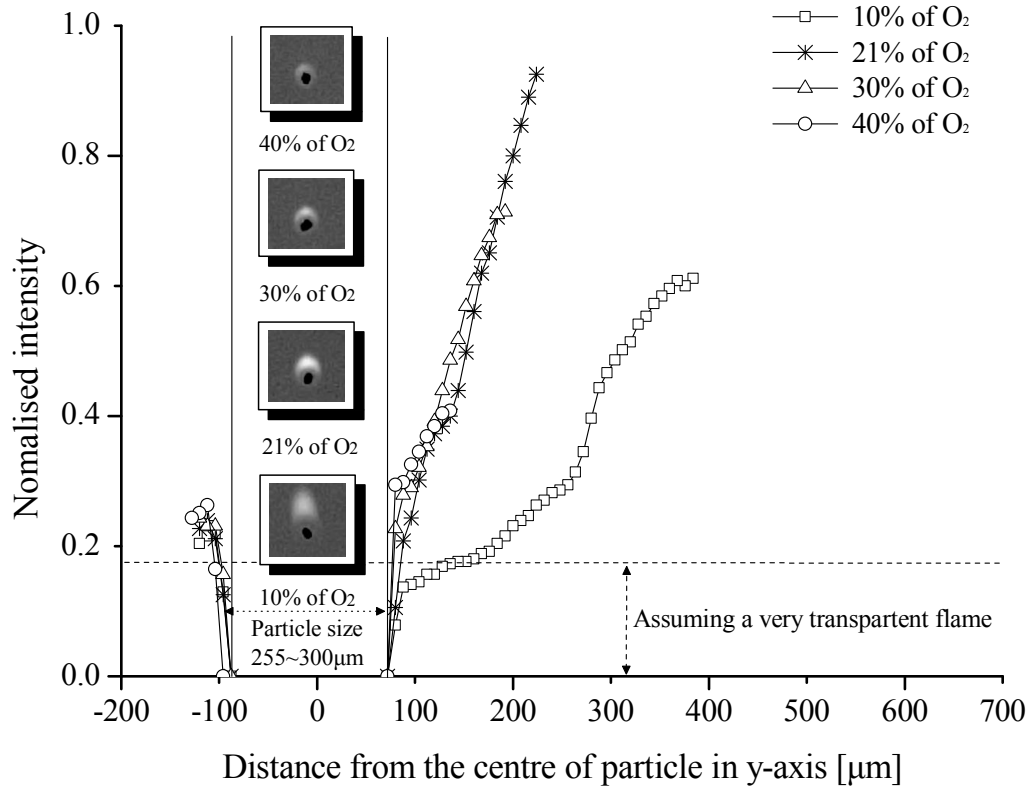 10% of O2
21% of O2
30% of O2
40% of O2
1.0
0.8
0.6
0.4
0.2
0.0
Nomalised intensity
40% of O2
30% of O2
21% of O2
10% of O2
Particle size
255~300μm
Assuming a very transpartent flame
-200
-100
0
100
200
300
400
500
600
700
Distance from the centre of particle in y-axis [μm]